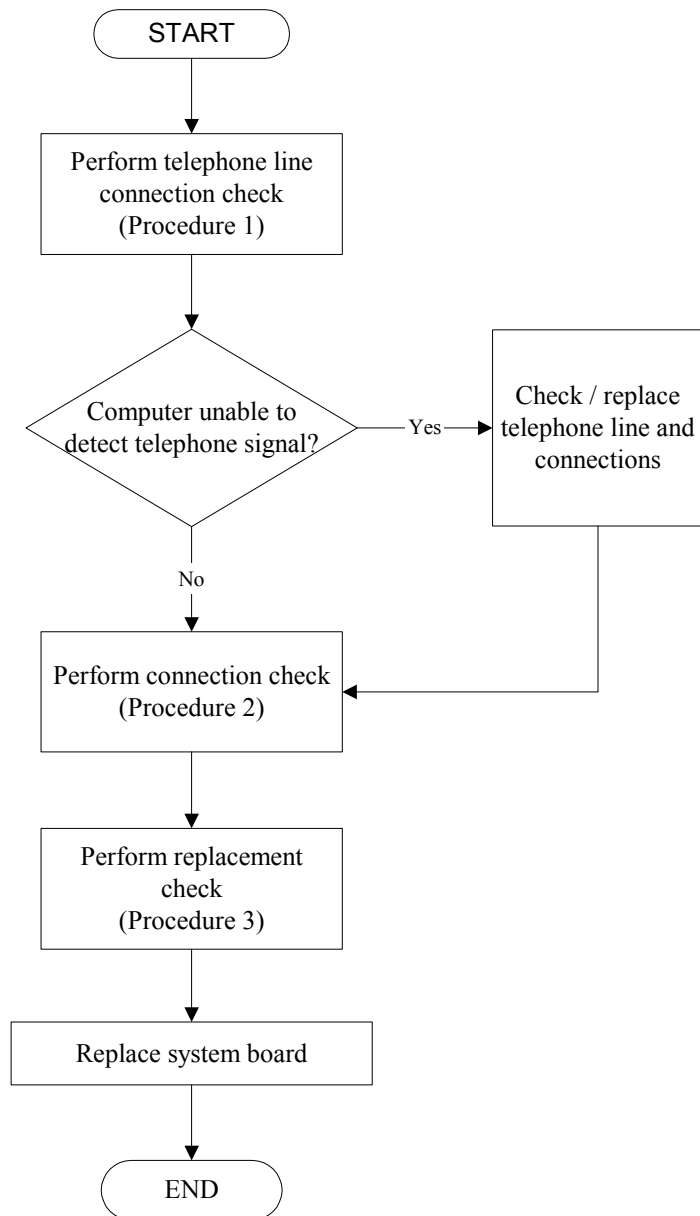 START
Perform telephone line
connection check
(Procedure 1)
Computer unable to
detect telephone signal?
Yes
Check / replace
telephone line and
connections
No
Perform connection check
(Procedure 2)
Perform replacement
check
(Procedure 3)
Replace system board
END